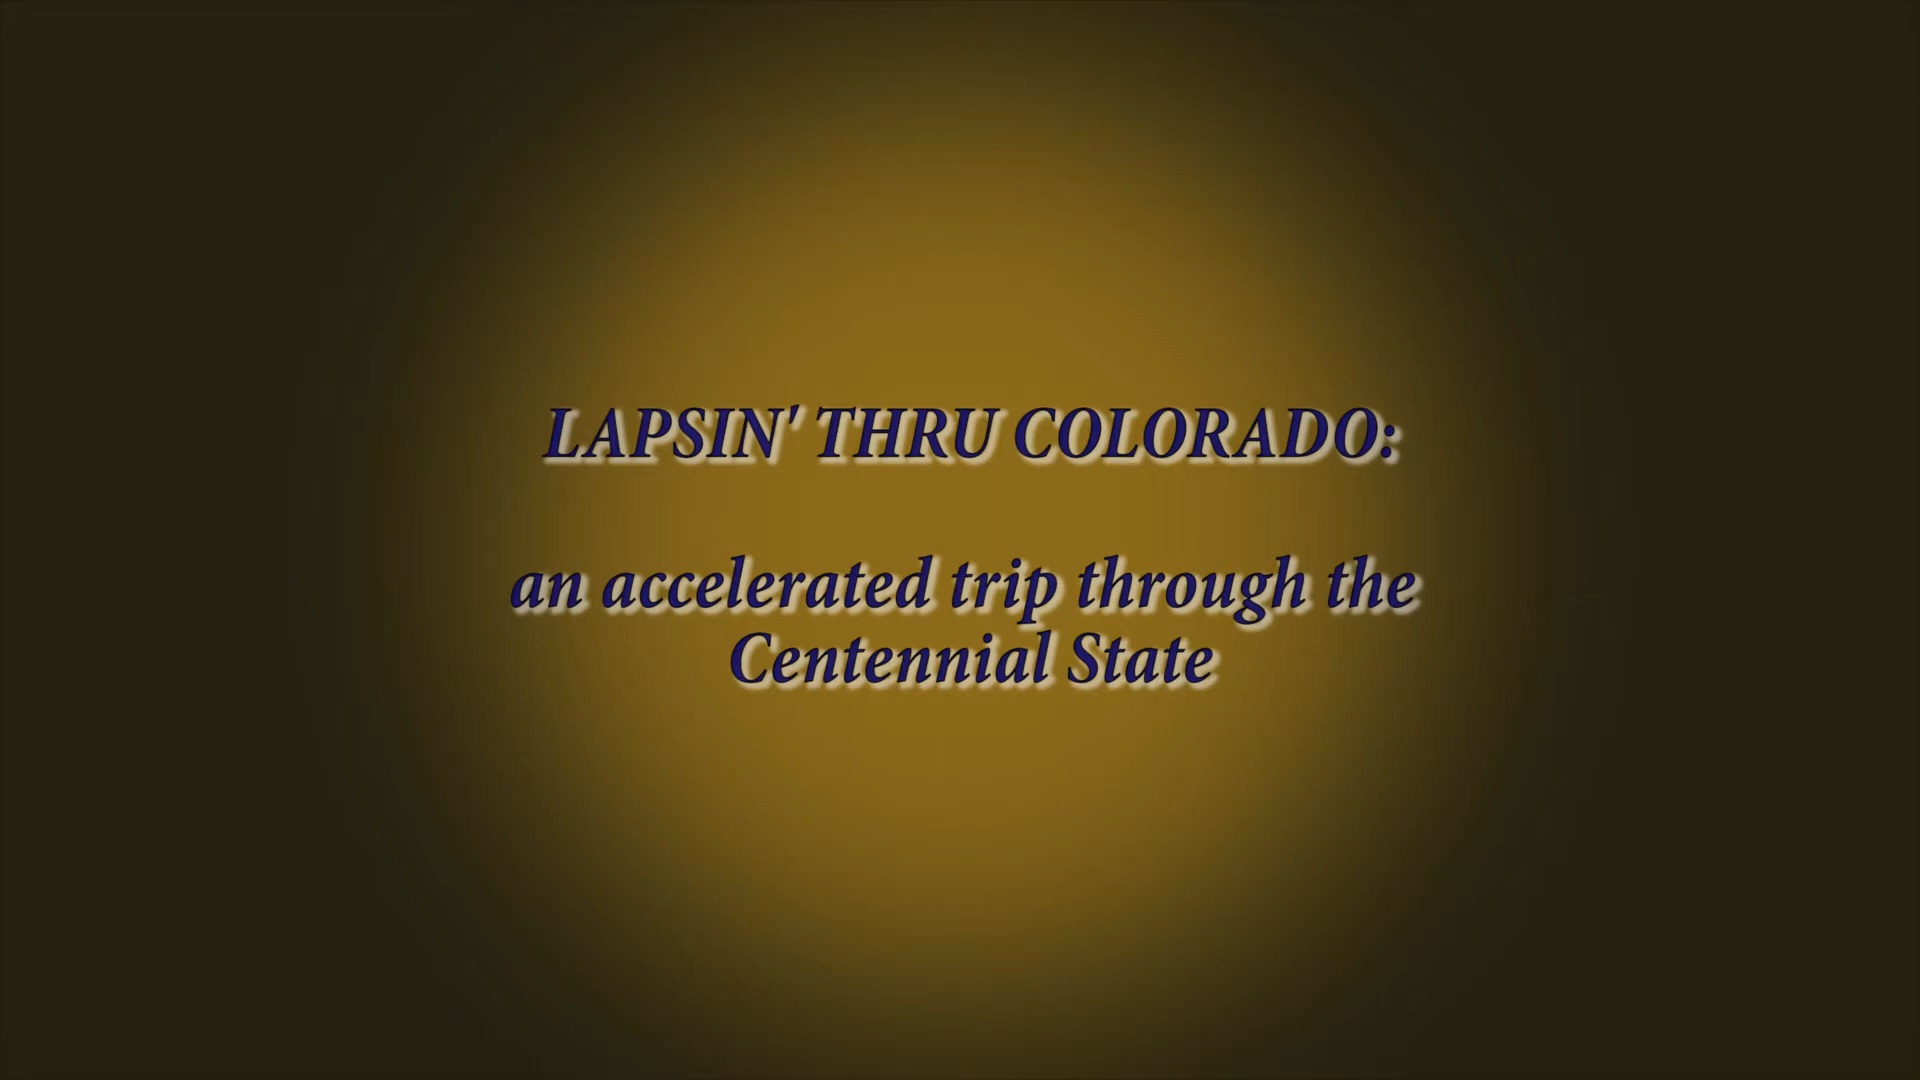 LAPSIN' THRU COLORADO:
an accelerated trip through the
Centennial State